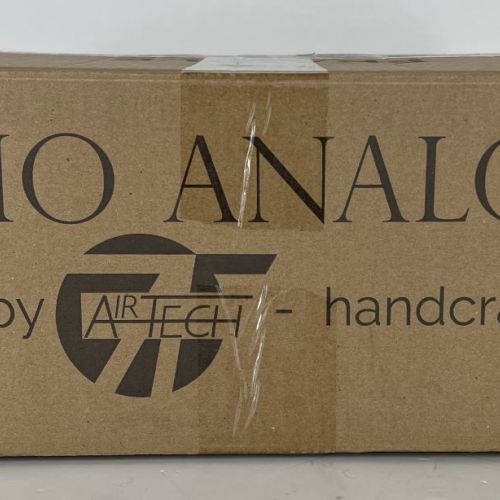 IO ANALO
by AIRTECH - handcra